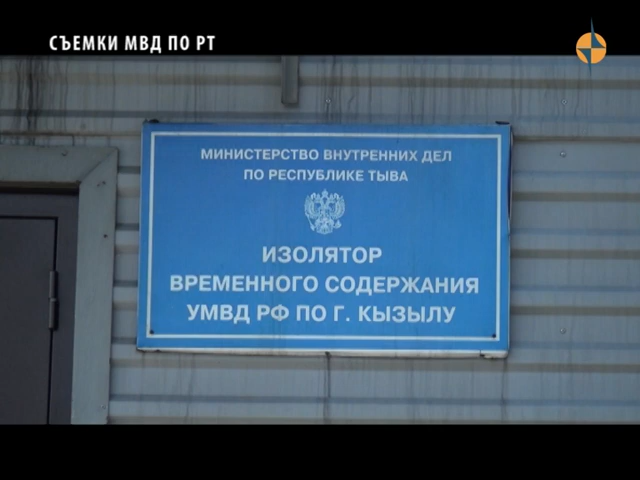 СЪЕМКИ МВД ПО РТ
МИНИСТЕРСТВО ВНУТРЕННИХ ДЕЛ
ПО РЕСПУБЛИКЕ ТЫВА
ИЗОЛЯТОР
ВРЕМЕННОГО СОДЕРЖАНИЯ
УМВД РФ ПО Г. КЫЗЫЛУ